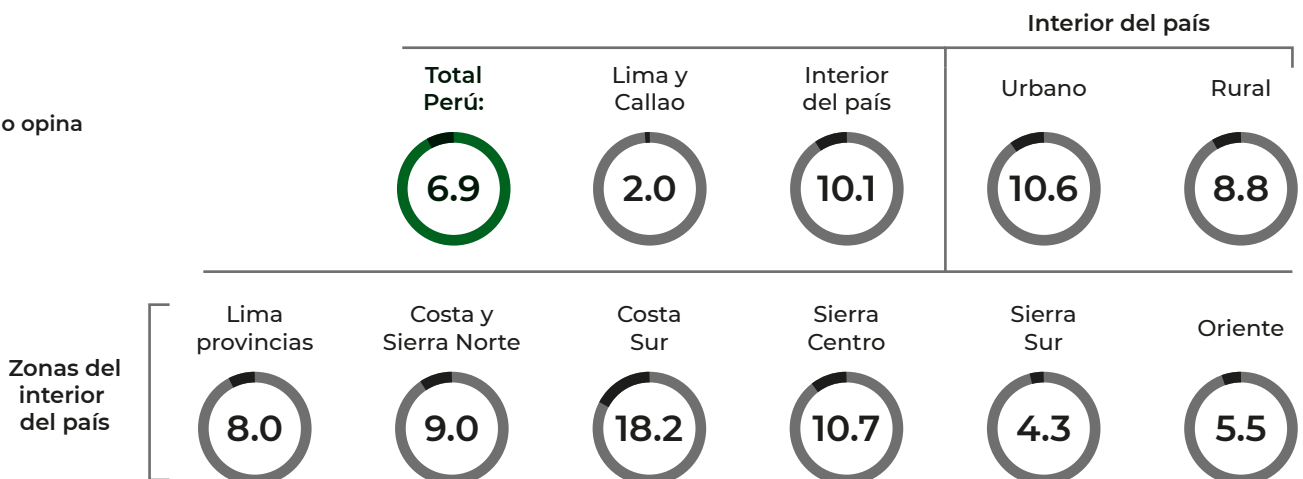 Interior del país
Total
Perú:
Lima y
Callao
Interior
del país
Urbano
Rural
o opina
6.9
2.0
10.1
10.6
8.8
Zonas del
interior
del país
Lima
provincias
Costa y
Sierra Norte
Costa
Sur
Sierra
Centro
Sierra
Sur
Oriente
8.0
9.0
18.2
10.7
4.3
5.5